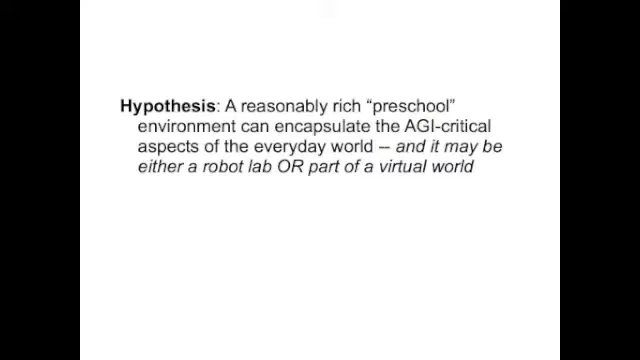 Hypothesis: A reasonably rich “preschool”
environment can encapsulate the AGI-critical
aspects of the everyday world -- and it may be
either a robot lab OR part of a virtual world